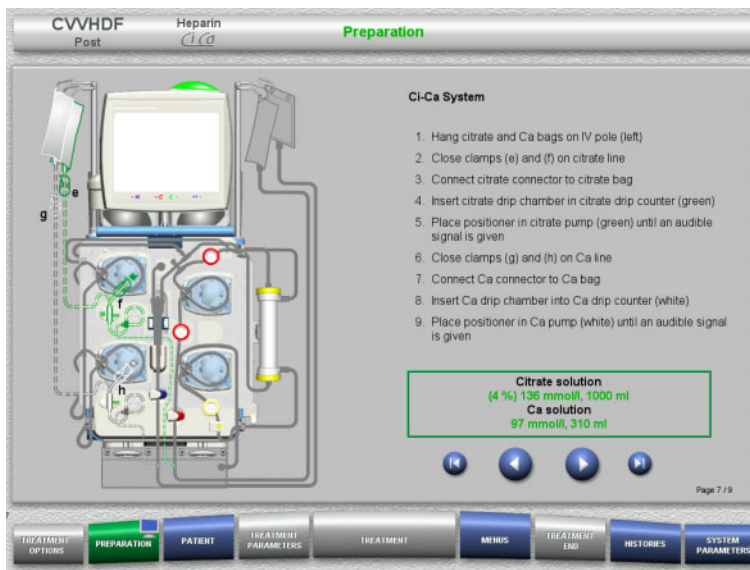 CVVHDF
Post
Heparin
Ci Ca
Preparation
e
g
f
h
Ci-Ca System
1. Hang citrate and Ca bags on IV pole (left)
2. Close clamps (e) and (f) on citrate line
3. Connect citrate connector to citrate bag
4. Insert citrate drip chamber in citrate drip counter (green)
5. Place positioner in citrate pump (green) until an audible
signal is given
6. Close clamps (g) and (h) on Ca line
7. Connect Ca connector to Ca bag
8. Insert Ca drip chamber into Ca drip counter (white)
9. Place positioner in Ca pump (white) until an audible signal
is given
Citrate solution
(4 %) 136 mmol/l, 1000 ml
Ca solution
97 mmol/l, 310 ml
Page 7 / 9
TREATMENT
OPTIONS
PREPARATION
PATIENT
TREATMENT
PARAMETERS
TREATMENT
MENUS
TREATMENT
END
HISTORIES
SYSTEM
PARAMETERS